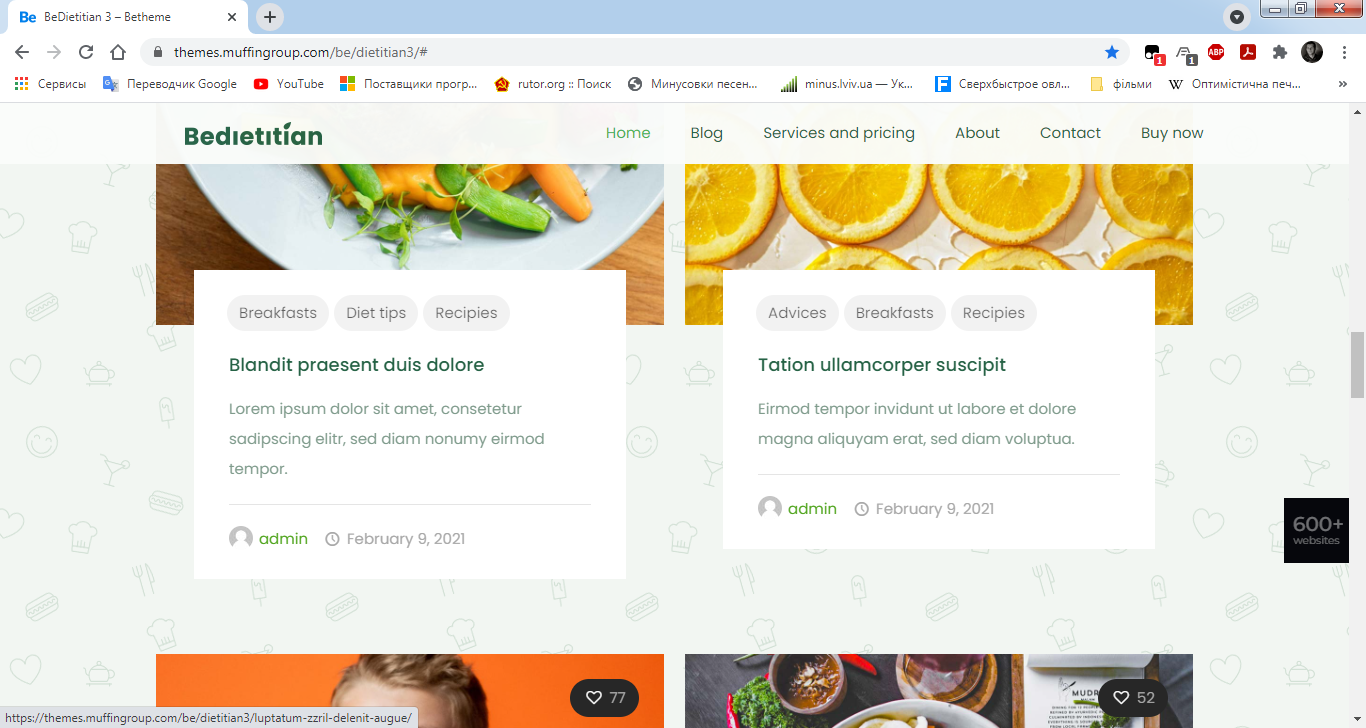 Be BeDietitian 3 – Betheme
themes.muffingroup.com/be/dietitian3/#
1 1 ABP
Сервисы Переводчик Google YouTube Поставщики прогр... rutor.org :: Поиск Минусовки песен... minus.lviv.ua — Ук... F Сверхбыстрое овл... фільми W Оптимістична печ... »
Bedietitian Home Blog Services and pricing About Contact Buy now
Breakfasts Diet tips Recipies
Blandit praesent duis dolore
Lorem ipsum dolor sit amet, consetetur
sadipscing elitr, sed diam nonumy eirmod
tempor.
admin February 9, 2021
Advices Breakfasts Recipies
Tation ullamcorper suscipit
Eirmod tempor invidunt ut labore et dolore
magna aliquyam erat, sed diam voluptua.
admin February 9, 2021
600+
websites
77
MUDR
52
https://themes.muffingroup.com/be/dietitian3/luptatum-zzril-delenit-augue/